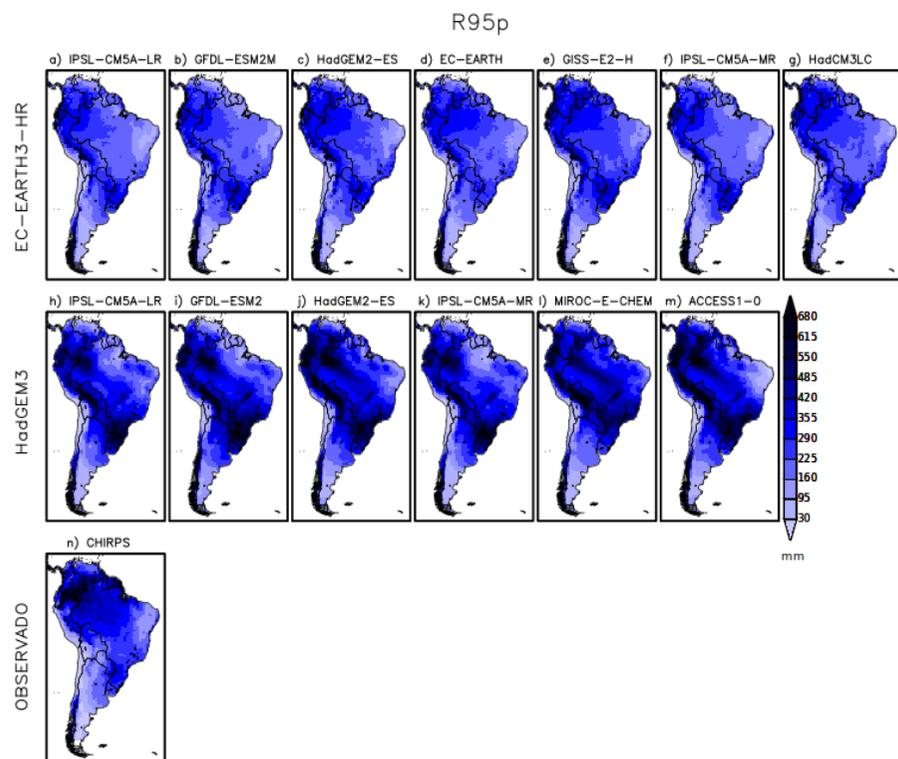 R95p
a) IPSL-CM5A-LR
b) GFDL-ESM2M
c) HadGEM2-ES
d) EC-EARTH
e) GISS-E2-H
f) IPSL-CM5A-MR
g) HadCM3LC
EC-EARTH3-HR
h) IPSL-CM5A-LR
i) GFDL-ESM2
j) HadGEM2-ES
k) IPSL-CM5A-MR
l) MIROC-E-CHEM
m) ACCESS1-0
HadGEM3
680
615
550
485
420
355
290
225
160
95
30
mm
n) CHIRPS
OBSERVADO